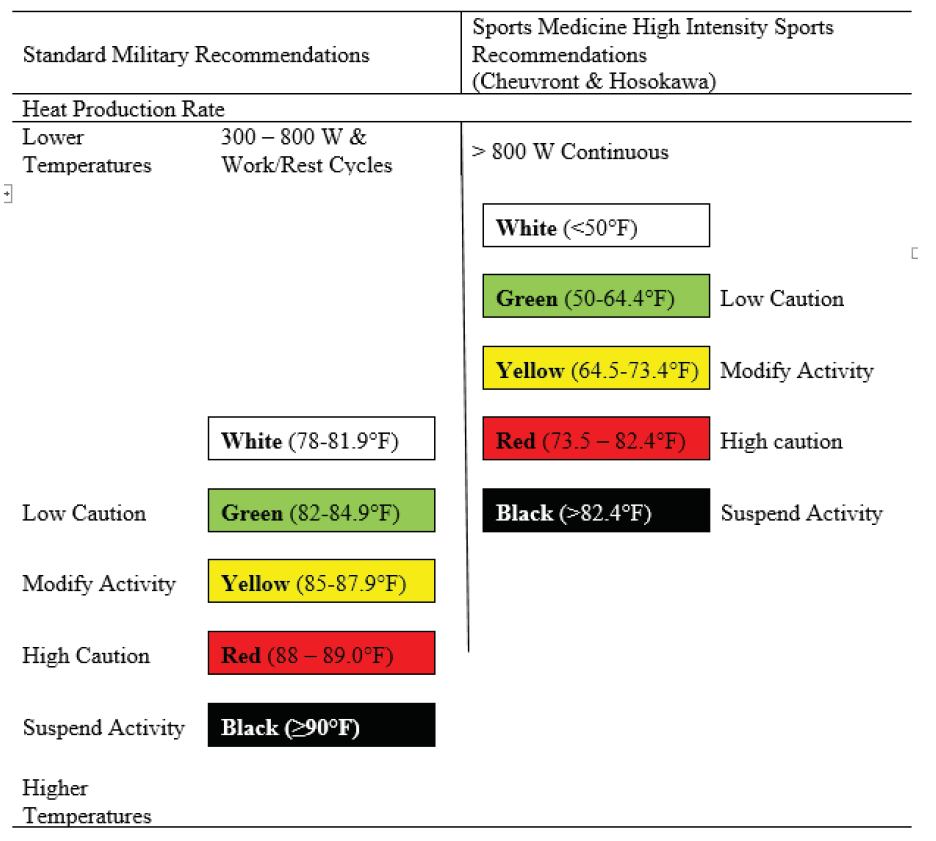 Standard Military Recommendations
Sports Medicine High Intensity Sports
Recommendations
(Cheuvront & Hosokawa)
Heat Production Rate
Lower
Temperatures
300 – 800 W &
Work/Rest Cycles
> 800 W Continuous
White (<50°F)
Green (50-64.4°F) Low Caution
Yellow (64.5-73.4°F) Modify Activity
White (78-81.9°F)
Red (73.5 – 82.4°F) High caution
Low Caution Green (82-84.9°F)
Black (>82.4°F) Suspend Activity
Modify Activity Yellow (85-87.9°F)
High Caution Red (88 – 89.0°F)
Suspend Activity Black (≥90°F)
Higher
Temperatures